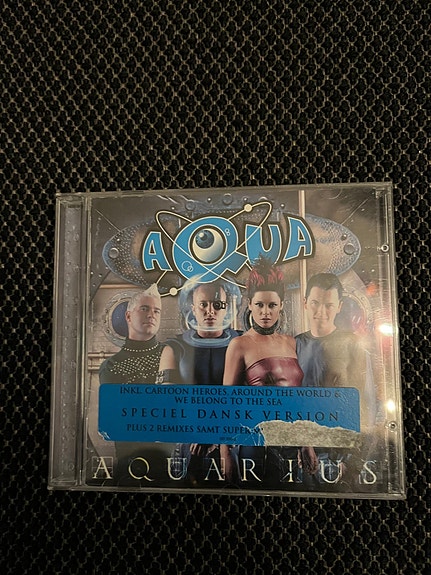 AQUA
INKL. CARTOON HEROES, AROUND THE WORLD &
WE BELONG TO THE SEA
SPECIEL DANSK VERSION
PLUS 2 REMIXES SAMT SUPER
AQUARIUS